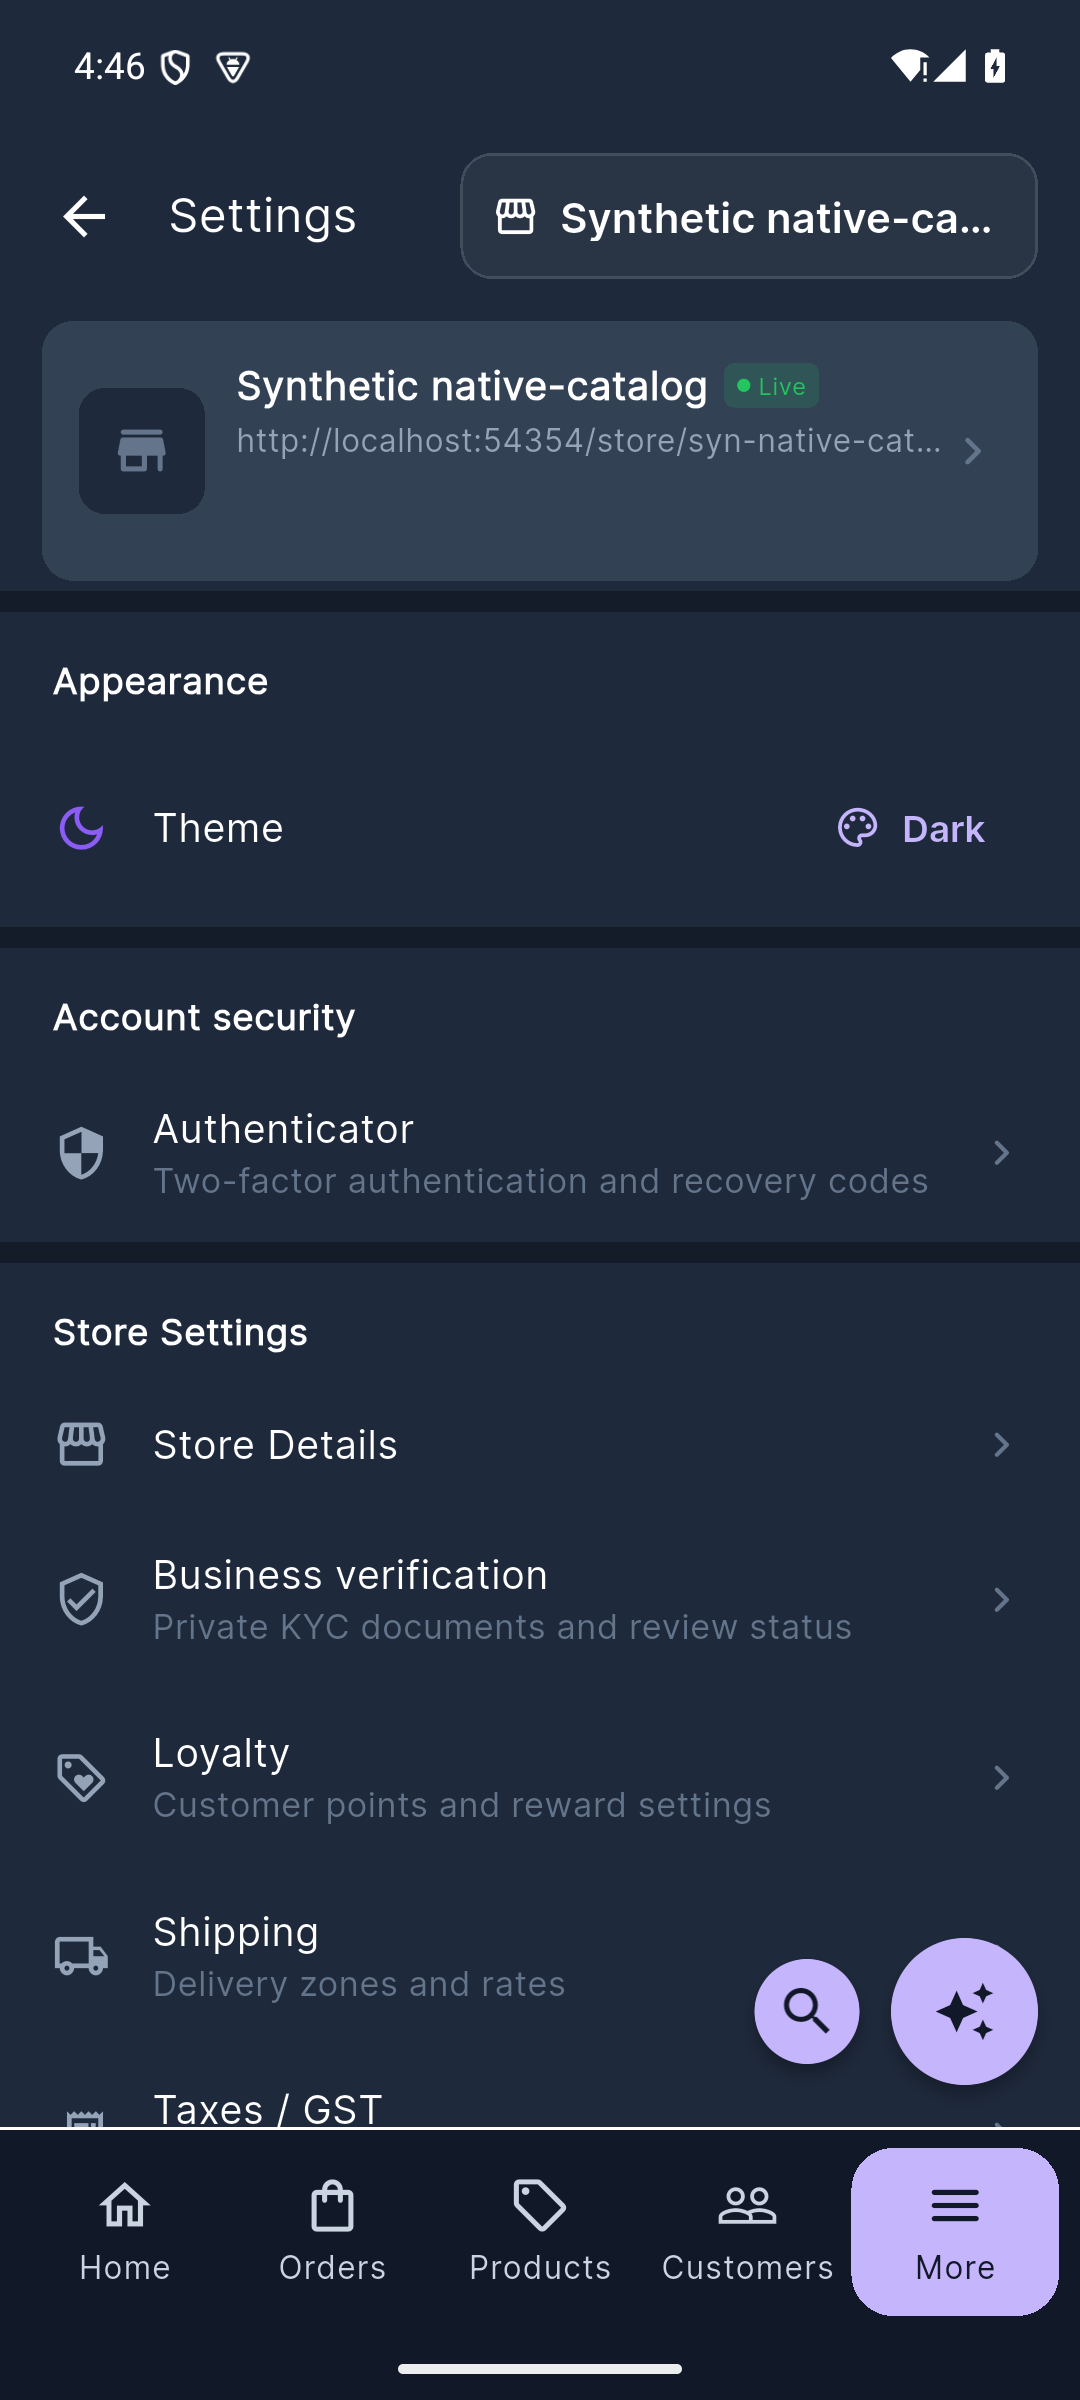 4:46
Settings
Synthetic native-ca...
Synthetic native-catalog
Live
http://localhost:54354/store/syn-native-cat...
Appearance
Theme
Dark
Account security
Authenticator
Two-factor authentication and recovery codes
Store Settings
Store Details
Business verification
Private KYC documents and review status
Loyalty
Customer points and reward settings
Shipping
Delivery zones and rates
Taxes / GST
Home
Orders
Products
Customers
More